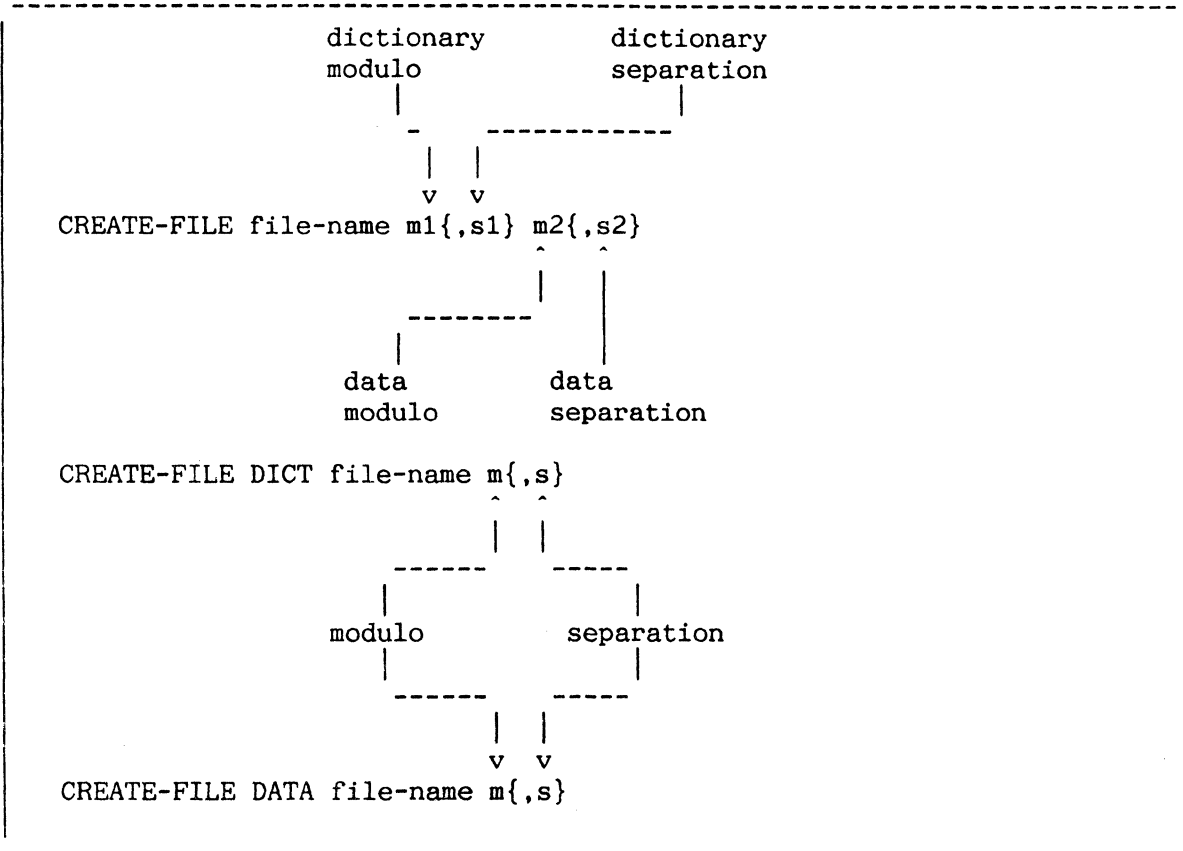 dictionary dictionary
modulo separation
CREATE-FILE file-name m1{,s1} m2{,s2}
data data
modulo separation
CREATE-FILE DICT file-name m{,s}
modulo separation
CREATE-FILE DATA file-name m{,s}